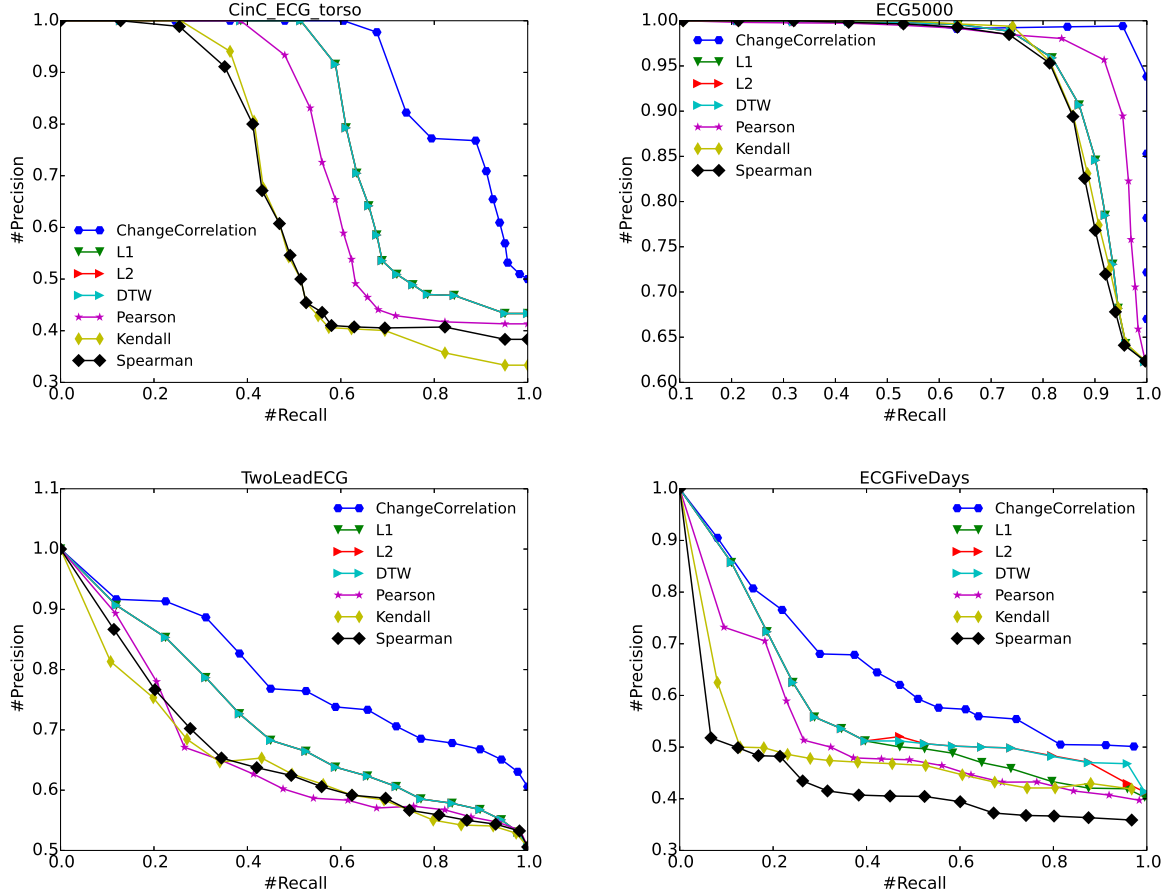 CinC_ECG_torso
1.0
0.9
0.8
0.7
0.6
0.5
0.4
0.3
#Precision
ChangeCorrelation
L1
L2
DTW
Pearson
Kendall
Spearman
0.0 0.2 0.4 0.6 0.8 1.0
#Recall
ECG5000
1.00
0.95
0.90
0.85
0.80
0.75
0.70
0.65
0.60
#Precision
ChangeCorrelation
L1
L2
DTW
Pearson
Kendall
Spearman
0.1 0.2 0.3 0.4 0.5 0.6 0.7 0.8 0.9 1.0
#Recall
TwoLeadECG
1.1
1.0
0.9
0.8
0.7
0.6
0.5
#Precision
ChangeCorrelation
L1
L2
DTW
Pearson
Kendall
Spearman
0.0 0.2 0.4 0.6 0.8 1.0
#Recall
ECGFiveDays
1.0
0.9
0.8
0.7
0.6
0.5
0.4
0.3
#Precision
ChangeCorrelation
L1
L2
DTW
Pearson
Kendall
Spearman
0.0 0.2 0.4 0.6 0.8 1.0
#Recall